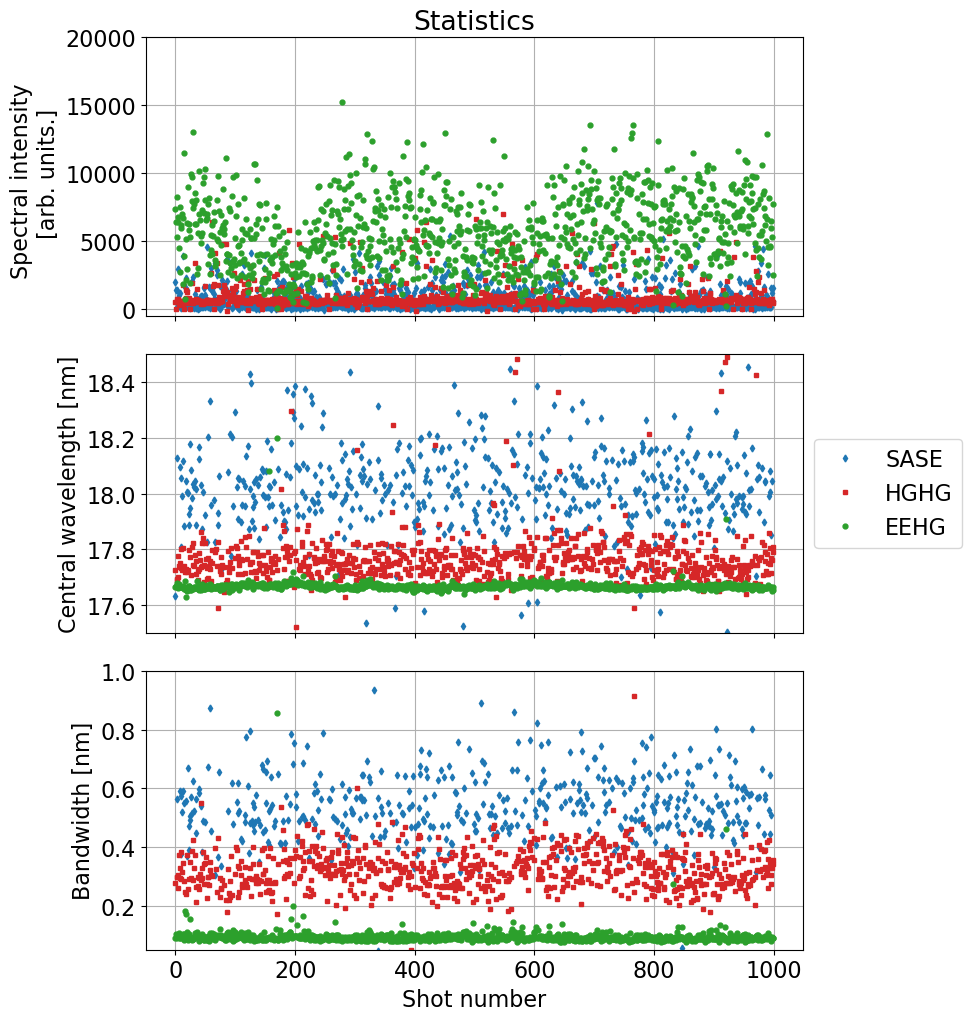 Statistics
Spectral intensity
[arb. units.]
20000
15000
10000
5000
0
Central wavelength [nm]
18.4
18.2
18.0
17.8
17.6
SASE
HGHG
EEHG
Bandwidth [nm]
1.0
0.8
0.6
0.4
0.2
0 200 400 600 800 1000
Shot number